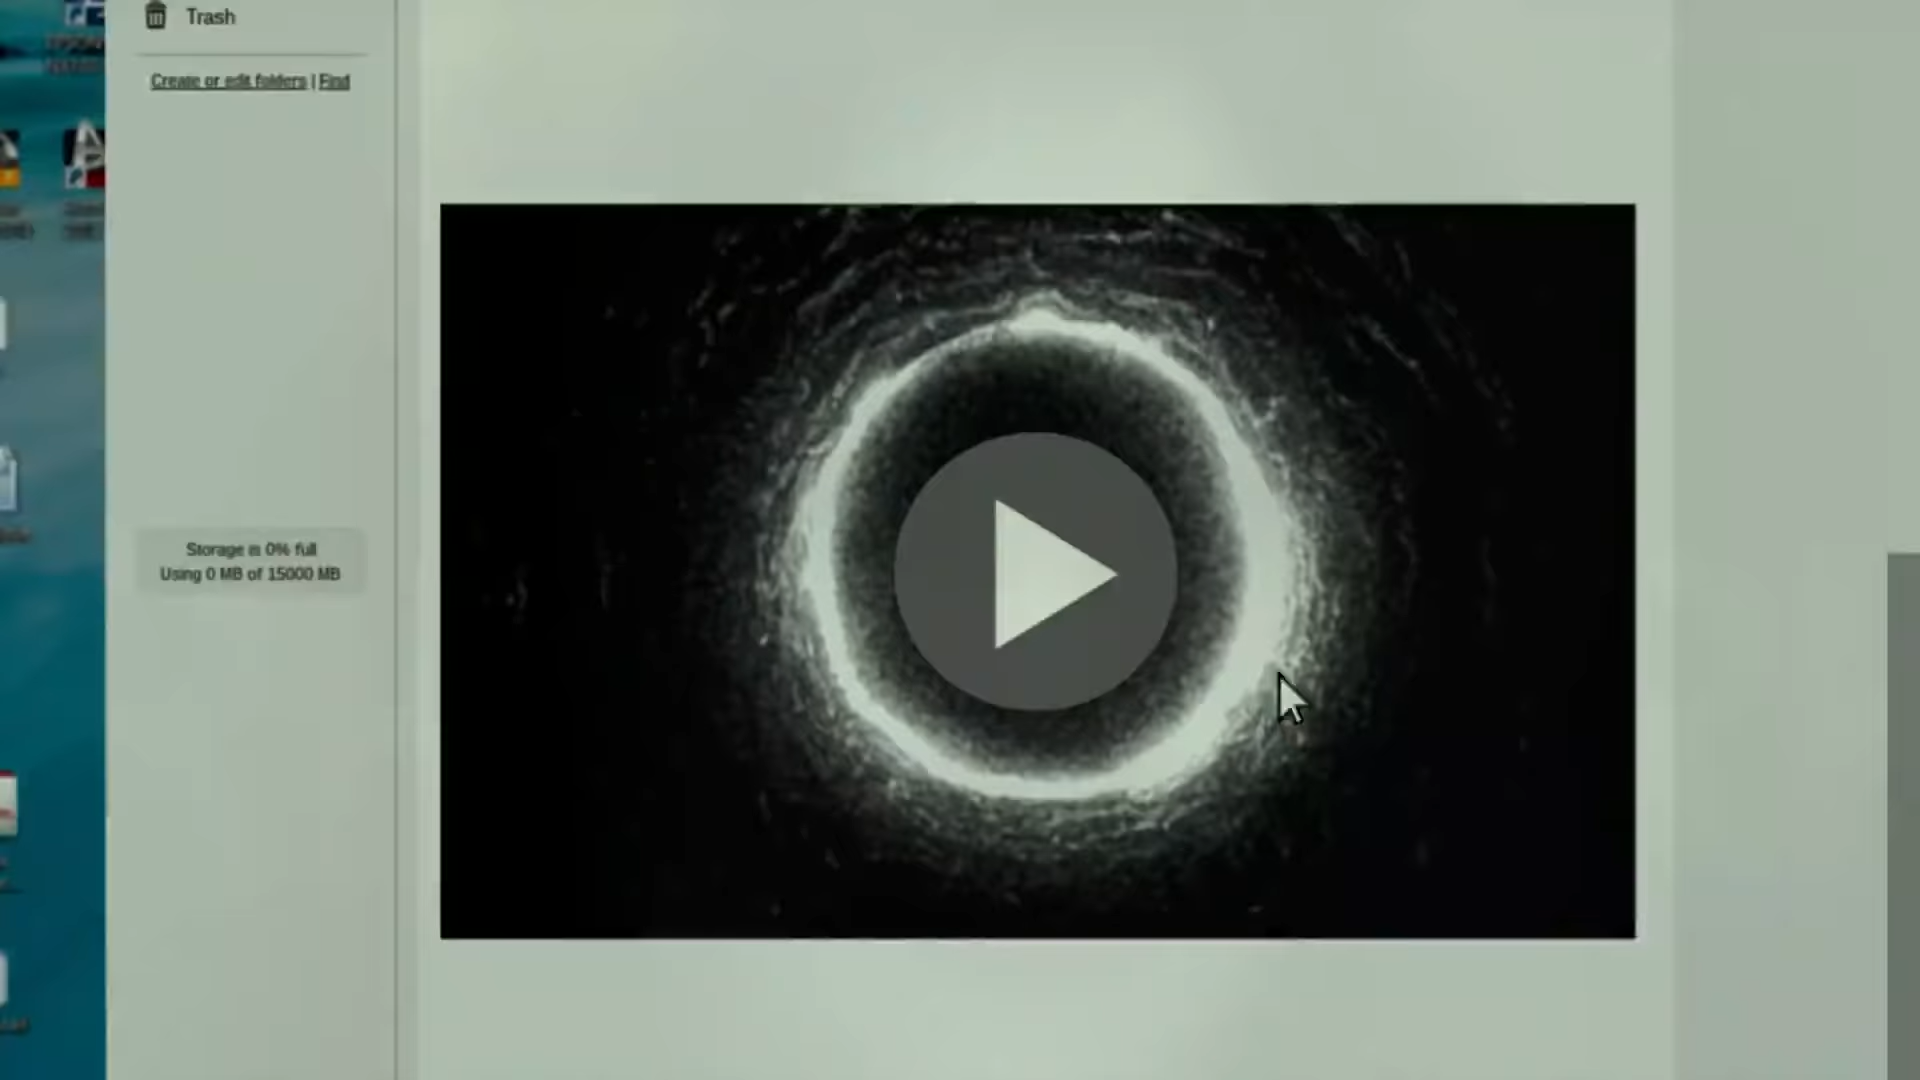 Trash
Create or edit folders | Find
Storage is 0% full
Using 0 MB of 15000 MB